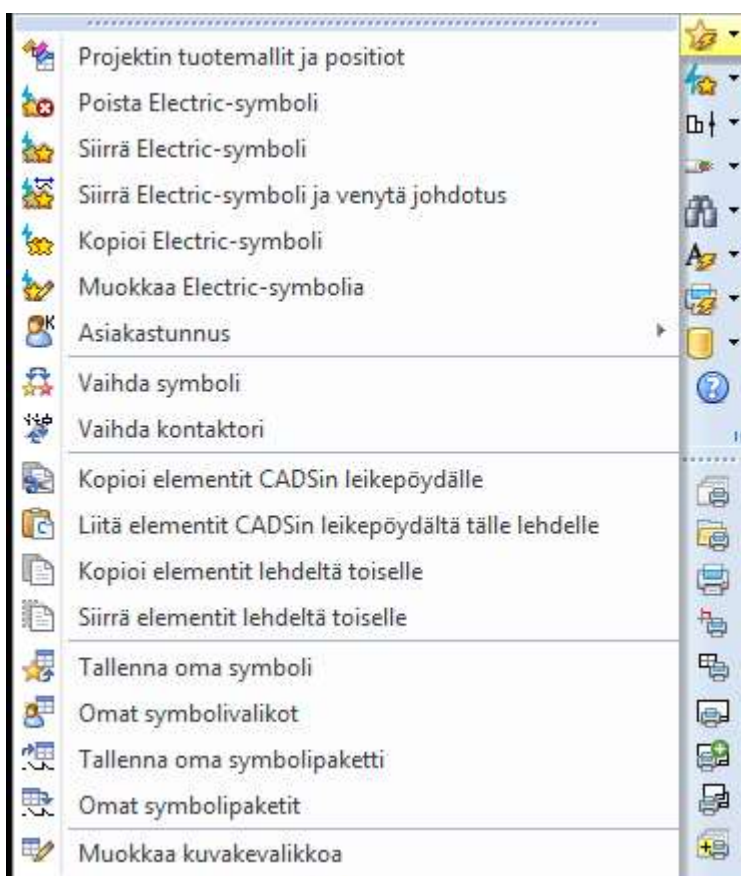 Projektin tuotemallit ja positiot
Poista Electric-symboli
Siirrä Electric-symboli
Siirrä Electric-symboli ja venytä johdotus
Kopioi Electric-symboli
Muokkaa Electric-symbolia
Asiakastunnus
Vaihda symboli
Vaihda kontaktori
Kopioi elementit CADSin leikepöydälle
Liitä elementit CADSin leikepöydältä tälle lehdelle
Kopioi elementit lehdeltä toiselle
Siirrä elementit lehdeltä toiselle
Tallenna oma symboli
Omat symbolivalikot
Tallenna oma symbolipaketti
Omat symbolipaketit
Muokkaa kuvakevalikkoa